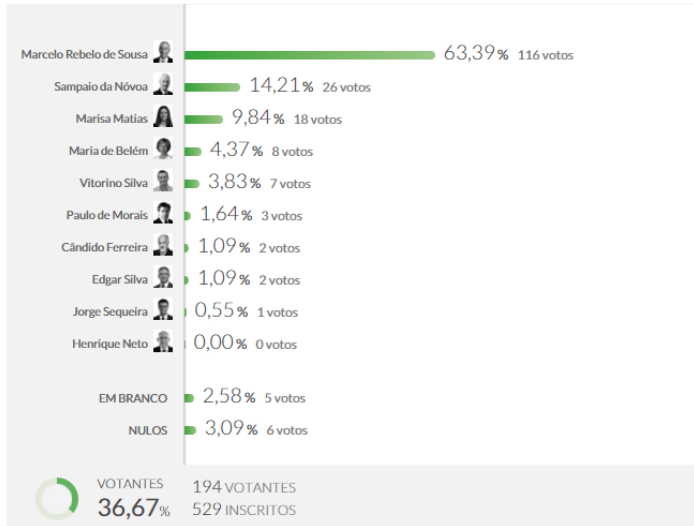 Marcelo Rebelo de Sousa 63,39% 116 votos
Sampaio da Nóvoa 14,21% 26 votos
Marisa Matias 9,84% 18 votos
Maria de Belém 4,37% 8 votos
Vitorino Silva 3,83% 7 votos
Paulo de Morais 1,64% 3 votos
Cândido Ferreira 1,09% 2 votos
Edgar Silva 1,09% 2 votos
Jorge Sequeira 0,55% 1 votos
Henrique Neto 0,00% 0 votos
EM BRANCO 2,58% 5 votos
NULOS 3,09% 6 votos
VOTANTES 194 VOTANTES
36,67% 529 INSCRITOS